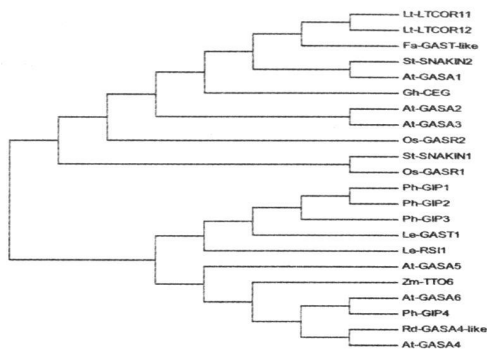 Lt-LTCOR11
Lt-LTCOR12
Fa-GAST-like
St-SNAKIN2
At-GASA1
Gh-CEG
At-GASA2
At-GASA3
Os-GASR2
St-SNAKIN1
Os-GASR1
Ph-GIP1
Ph-GIP2
Ph-GIP3
Le-GAST1
Le-RSI1
At-GASA5
Zm-TTO6
At-GASA6
Ph-GIP4
Rd-GASA4-like
At-GASA4